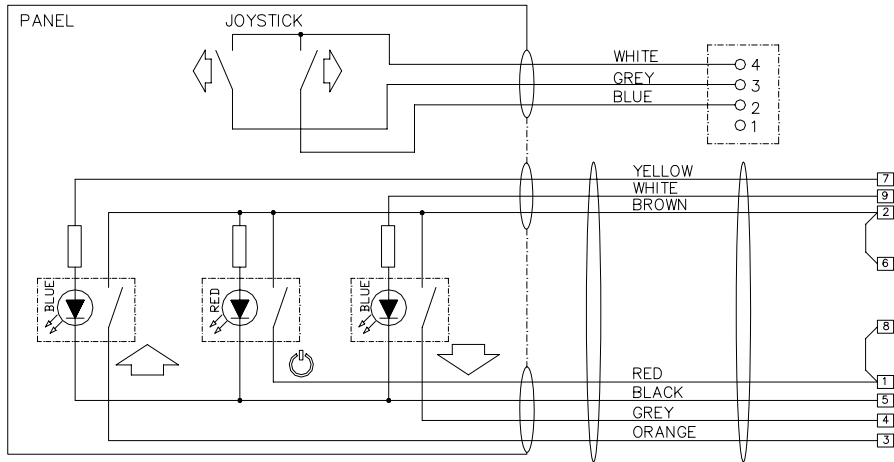 PANEL
JOYSTICK
WHITE
4
GREY
3
BLUE
2
1
YELLOW
7
WHITE
9
BROWN
2
6
BLUE
RED
BLUE
8
RED
1
BLACK
5
GREY
4
ORANGE
3